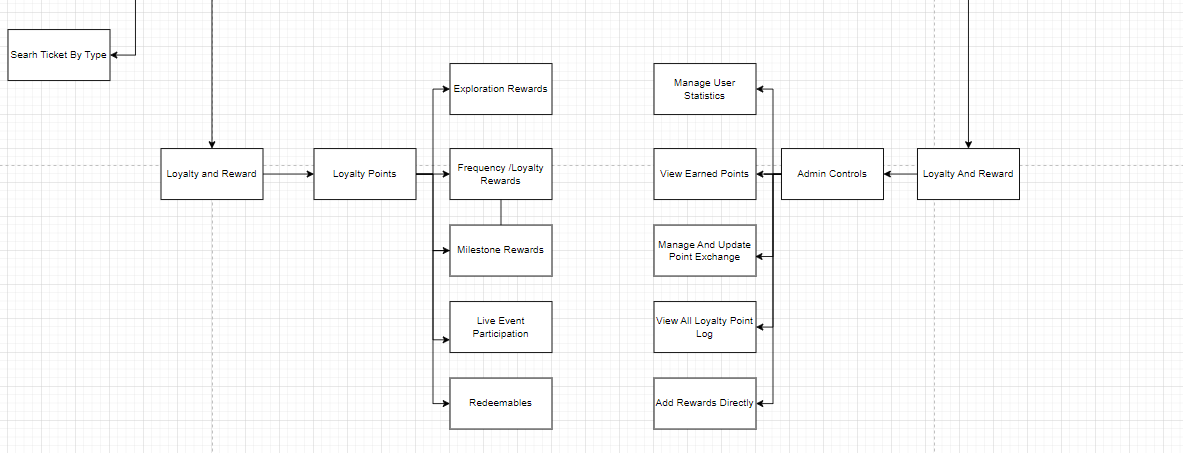 Searh Ticket By Type
Exploration Rewards
Manage User
Statistics
Loyalty and Reward
Loyalty Points
Frequency /Loyalty
Rewards
View Earned Points
Admin Controls
Loyalty And Reward
Milestone Rewards
Manage And Update
Point Exchange
Live Event
Participation
View All Loyalty Point
Log
Redeemables
Add Rewards Directly